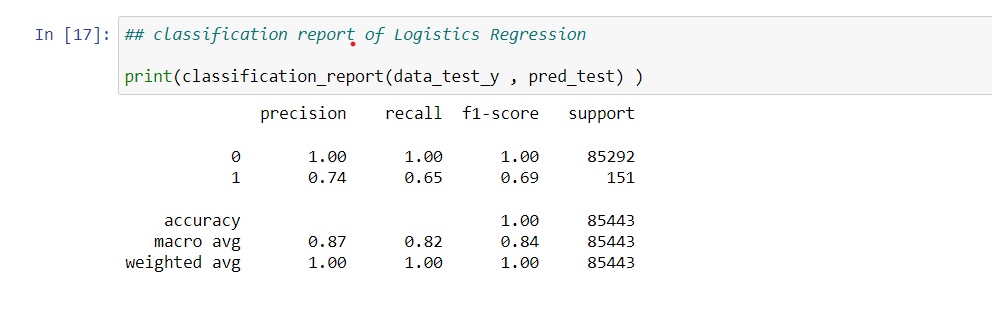 In [17]: ## classification report of Logistics Regression
print(classification_report(data_test_y , pred_test) )
precision recall f1-score support
0 1.00 1.00 1.00 85292
1 0.74 0.65 0.69 151
accuracy 1.00 85443
macro avg 0.87 0.82 0.84 85443
weighted avg 1.00 1.00 1.00 85443